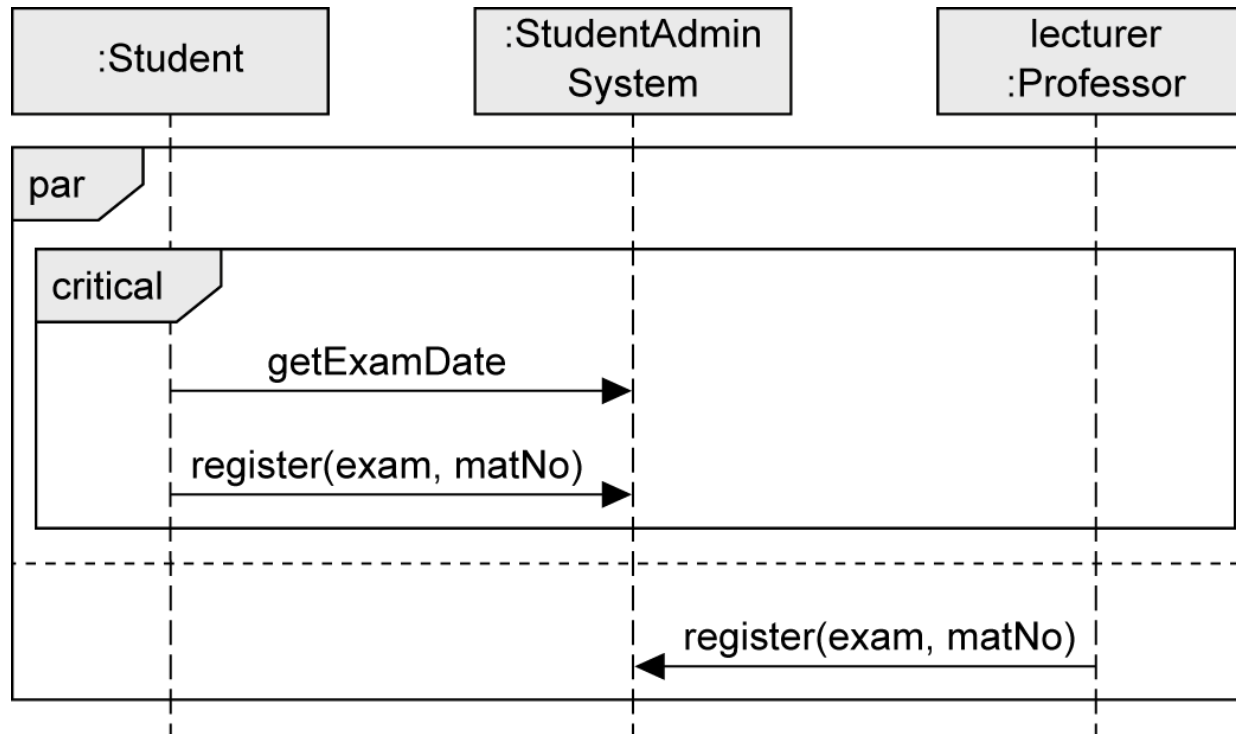 :Student
:StudentAdmin
System
lecturer
:Professor
par
critical
getExamDate
register(exam, matNo)
register(exam, matNo)